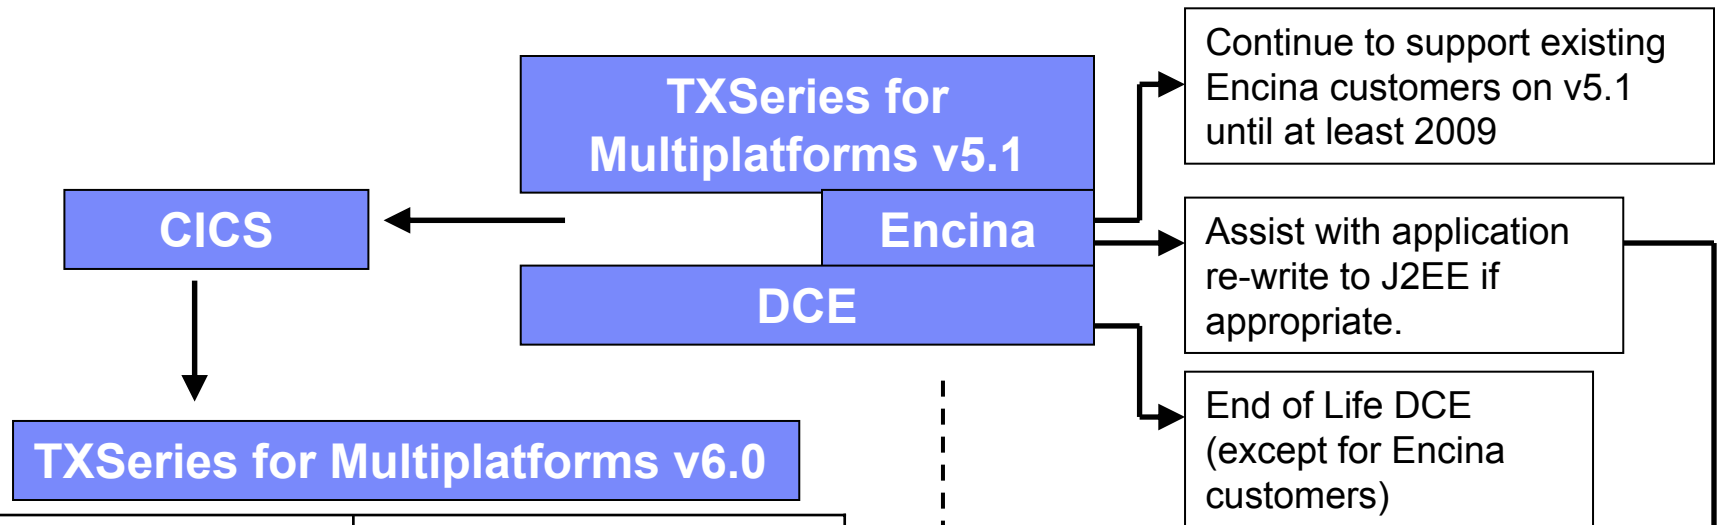 TXSeries for
Multiplatforms v5.1
Continue to support existing
Encina customers on v5.1
until at least 2009
CICS
Encina
Assist with application
re-write to J2EE if
appropriate.
DCE
End of Life DCE
(except for Encina
customers)
TXSeries for Multiplatforms v6.0